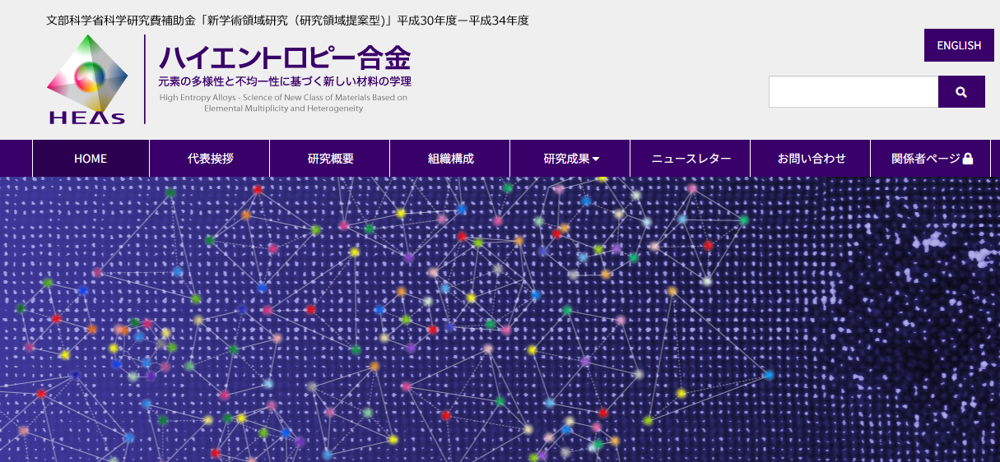 文部科学省科学研究費補助金「新学術領域研究（研究領域提案型)」平成30年度ー平成34年度
ENGLISH
ハイエントロピー合金
元素の多様性と不均一性に基づく新しい材料の学理
High Entropy Alloys - Science of New Class of Materials Based on
Elemental Multiplicity and Heterogeneity
HEAs
HOME 代表挨拶 研究概要 組織構成 研究成果 ニュースレター お問い合わせ 関係者ページ